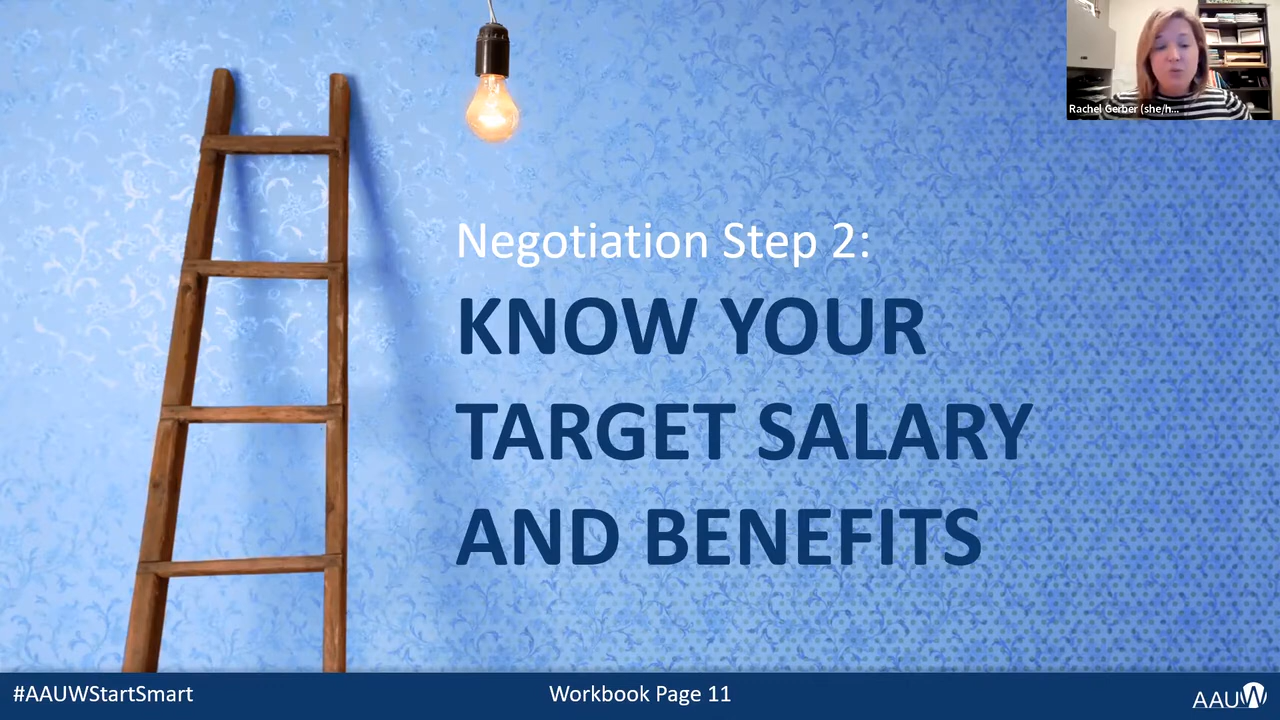 Rachel Gerber (she/h...
Negotiation Step 2:
KNOW YOUR
TARGET SALARY
AND BENEFITS
#AAUWStartSmart
Workbook Page 11
AAUW